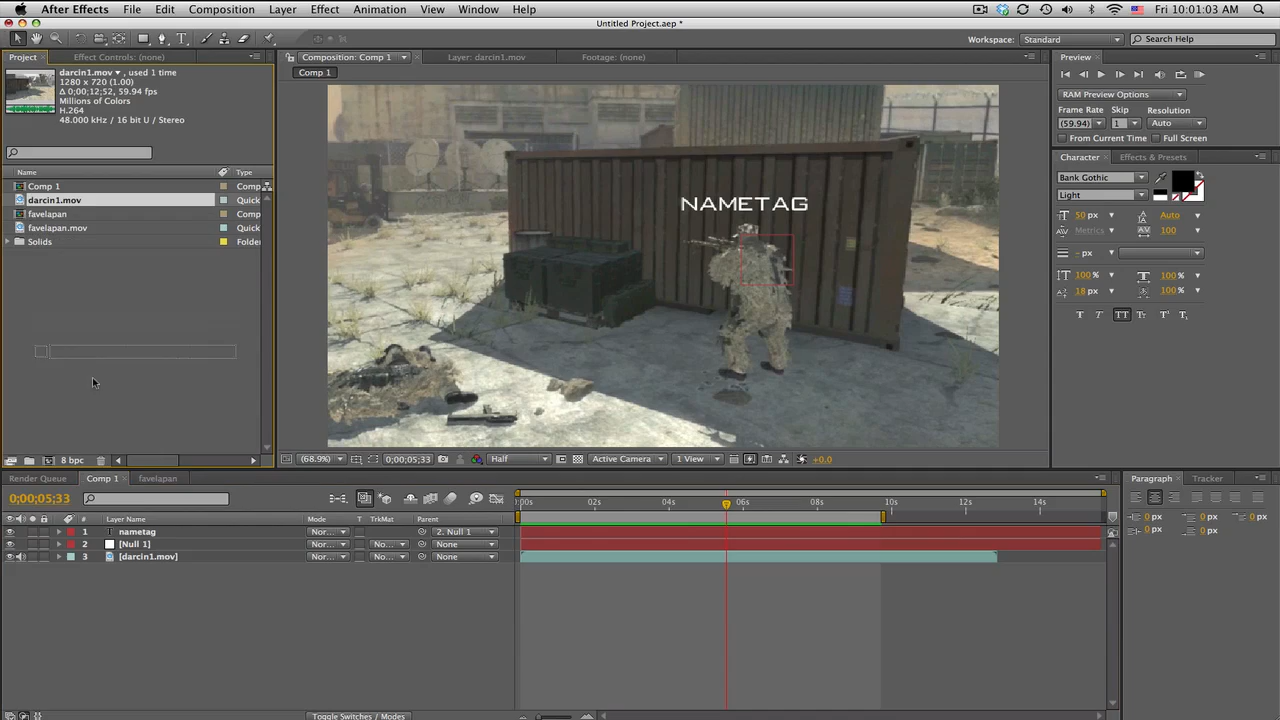 After Effects File Edit Composition Layer Effect Animation View Window Help Fri 10:01:03 AM
Untitled Project.aep *
Workspace: Standard Search Help
Project Effect Controls: (none) Composition: Comp 1 Layer: darcin1.mov Footage: (none) Preview
darcin1.mov ▾ , used 1 time
1280 x 720 (1.00)
Δ 0;00;12;52, 59.94 fps
Millions of Colors
H.264
48.000 kHz / 16 bit U / Stereo
Comp 1
RAM Preview Options
Frame Rate Skip Resolution
(59.94) 1 Auto
From Current Time Full Screen
Character Effects & Presets
Bank Gothic
Light
50 px Auto
Metrics 100
- px
100 % 100 %
18 px 100 %
T T TT Tr T' T,
Name Type
Comp 1 Comp
darcin1.mov Quick
favelapan Comp
favelapan.mov Quick
Solids Folder
NAMETAG
8 bpc
(68.9%) 0;00;05;33 Half Active Camera 1 View +0.0
Render Queue Comp 1 favelapan
0;00;05;33
:00s 02s 04s 06s 08s 10s 12s 14s
# Layer Name Mode T TrkMat Parent
1 T nametag Nor... 2. Null 1
2 [Null 1] Nor... No... None
3 [darcin1.mov] Nor... No... None
Toggle Switches / Modes
Paragraph Tracker
0 px 0 px 0 px
0 px 0 px